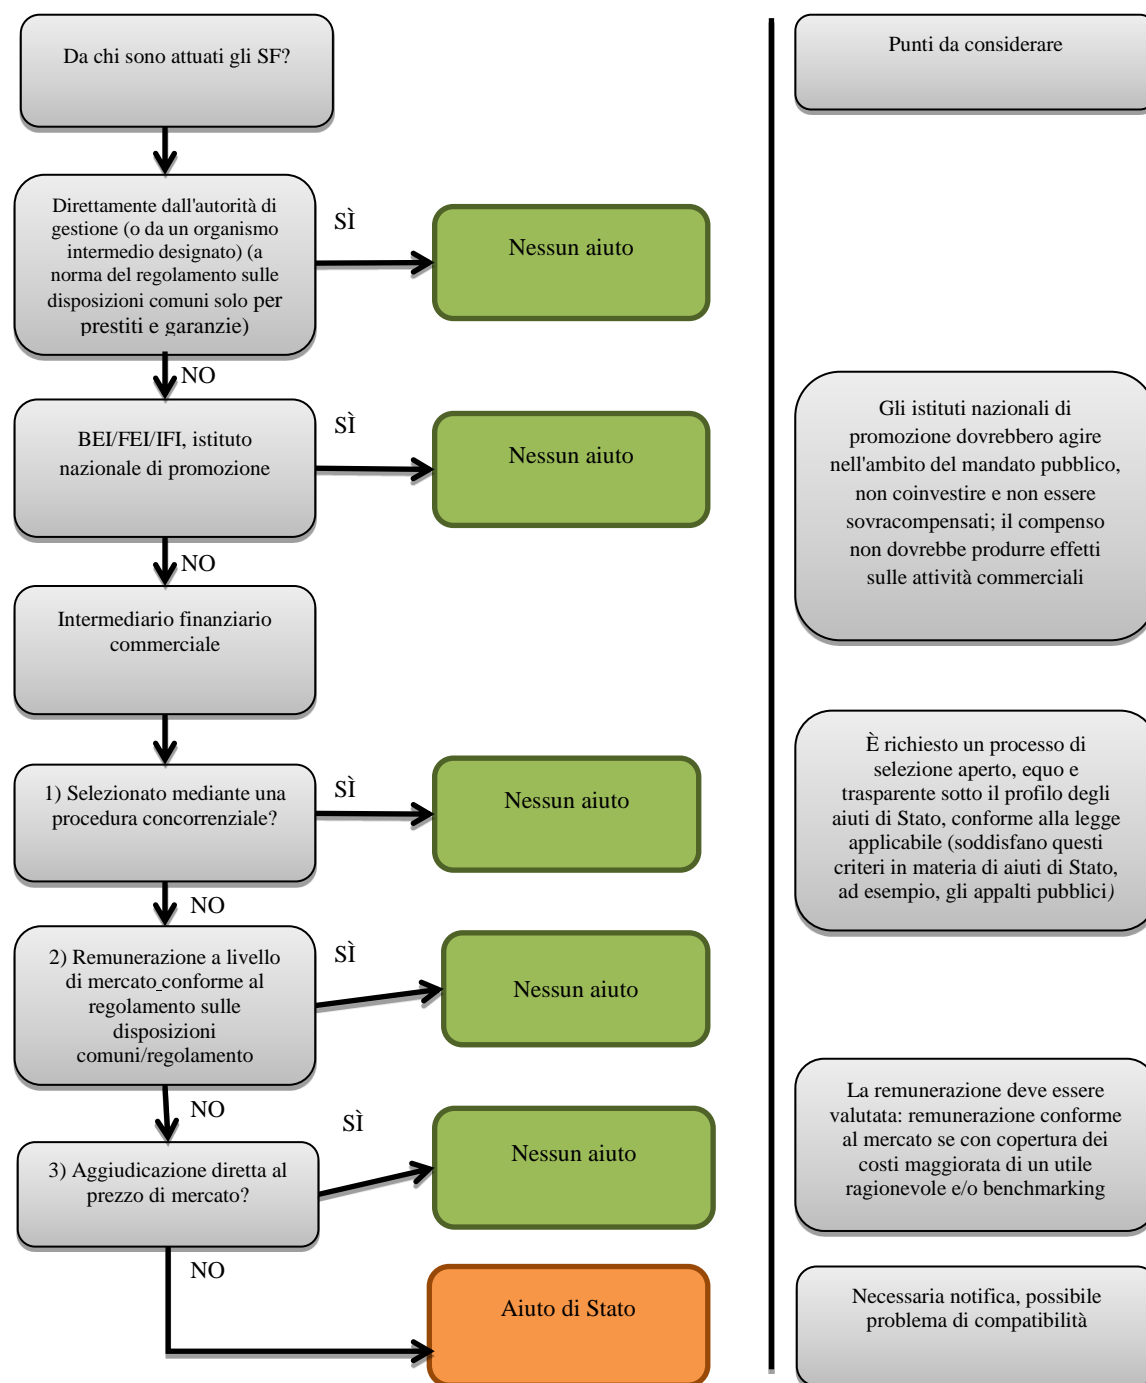 Da chi sono attuati gli SF?
Punti da considerare
Direttamente dall'autorità di
gestione (o da un organismo
intermedio designato) (a
norma del regolamento sulle
disposizioni comuni solo per
prestiti e garanzie)
SÌ
Nessun aiuto
NO
BEI/FEI/IFI, istituto
nazionale di promozione
SÌ
Nessun aiuto
Gli istituti nazionali di
promozione dovrebbero agire
nell'ambito del mandato pubblico,
non coinvestire e non essere
sovracompensati; il compenso
non dovrebbe produrre effetti
sulle attività commerciali
NO
Intermediario finanziario
commerciale
1) Selezionato mediante una
procedura concorrenziale?
SÌ
Nessun aiuto
È richiesto un processo di
selezione aperto, equo e
trasparente sotto il profilo degli
aiuti di Stato, conforme alla legge
applicabile (soddisfano questi
criteri in materia di aiuti di Stato,
ad esempio, gli appalti pubblici)
NO
2) Remunerazione a livello
di mercato conforme al
regolamento sulle
disposizioni
comuni/regolamento
SÌ
Nessun aiuto
NO
3) Aggiudicazione diretta al
prezzo di mercato?
SÌ
Nessun aiuto
La remunerazione deve essere
valutata: remunerazione conforme
al mercato se con copertura dei
costi maggiorata di un utile
ragionevole e/o benchmarking
NO
Aiuto di Stato
Necessaria notifica, possibile
problema di compatibilità